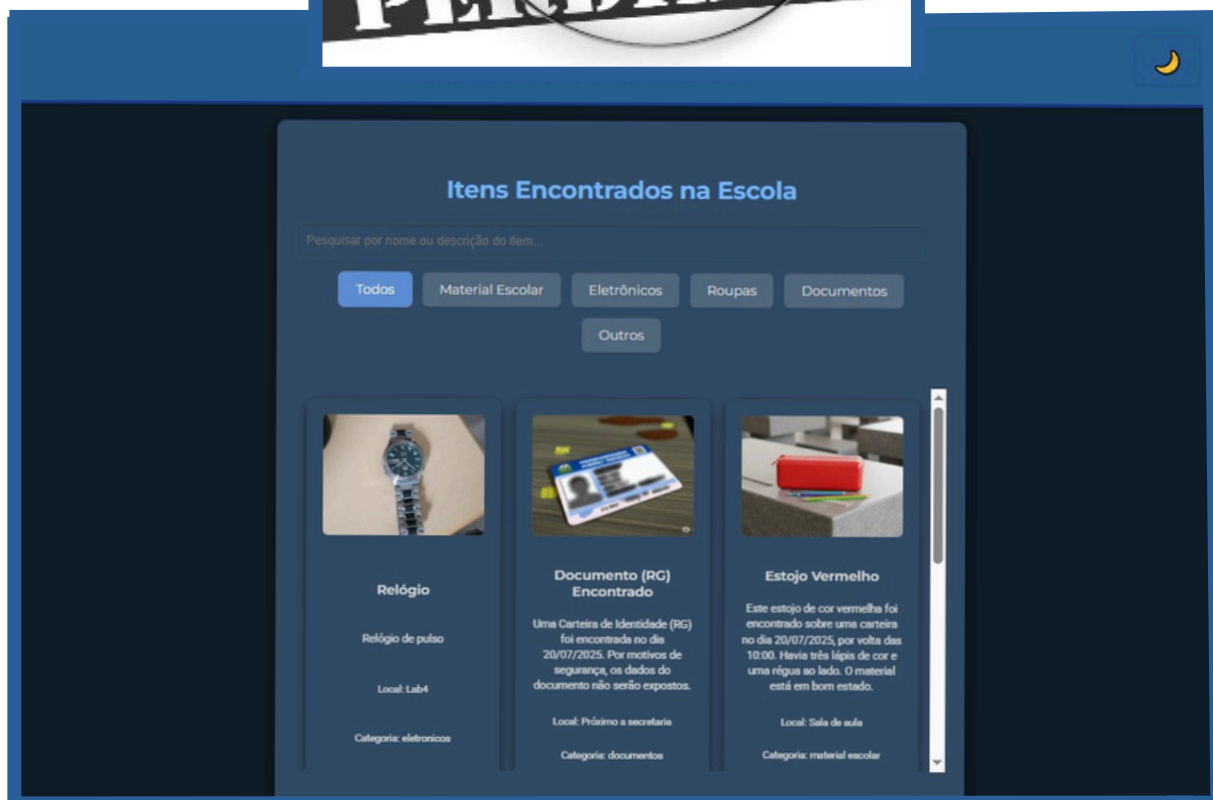 Itens Encontrados na Escola
Pesquisar por nome ou descrição do item...
Todos
Material Escolar
Eletrônicos
Roupas
Documentos
Outros
Relógio
Relógio de pulso
Local: Lab4
Categoria: eletronicos
Documento (RG)
Encontrado
Uma Carteira de Identidade (RG)
foi encontrada no dia
20/07/2025. Por motivos de
segurança, os dados do
documento não serão expostos.
Local: Próximo a secretaria
Categoria: documentos
Estojo Vermelho
Este estojo de cor vermelha foi
encontrado sobre uma carteira
no dia 20/07/2025, por volta das
10:00. Havia três lápis de cor e
uma régua ao lado. O material
está em bom estado.
Local: Sala de aula
Categoria: material escolar